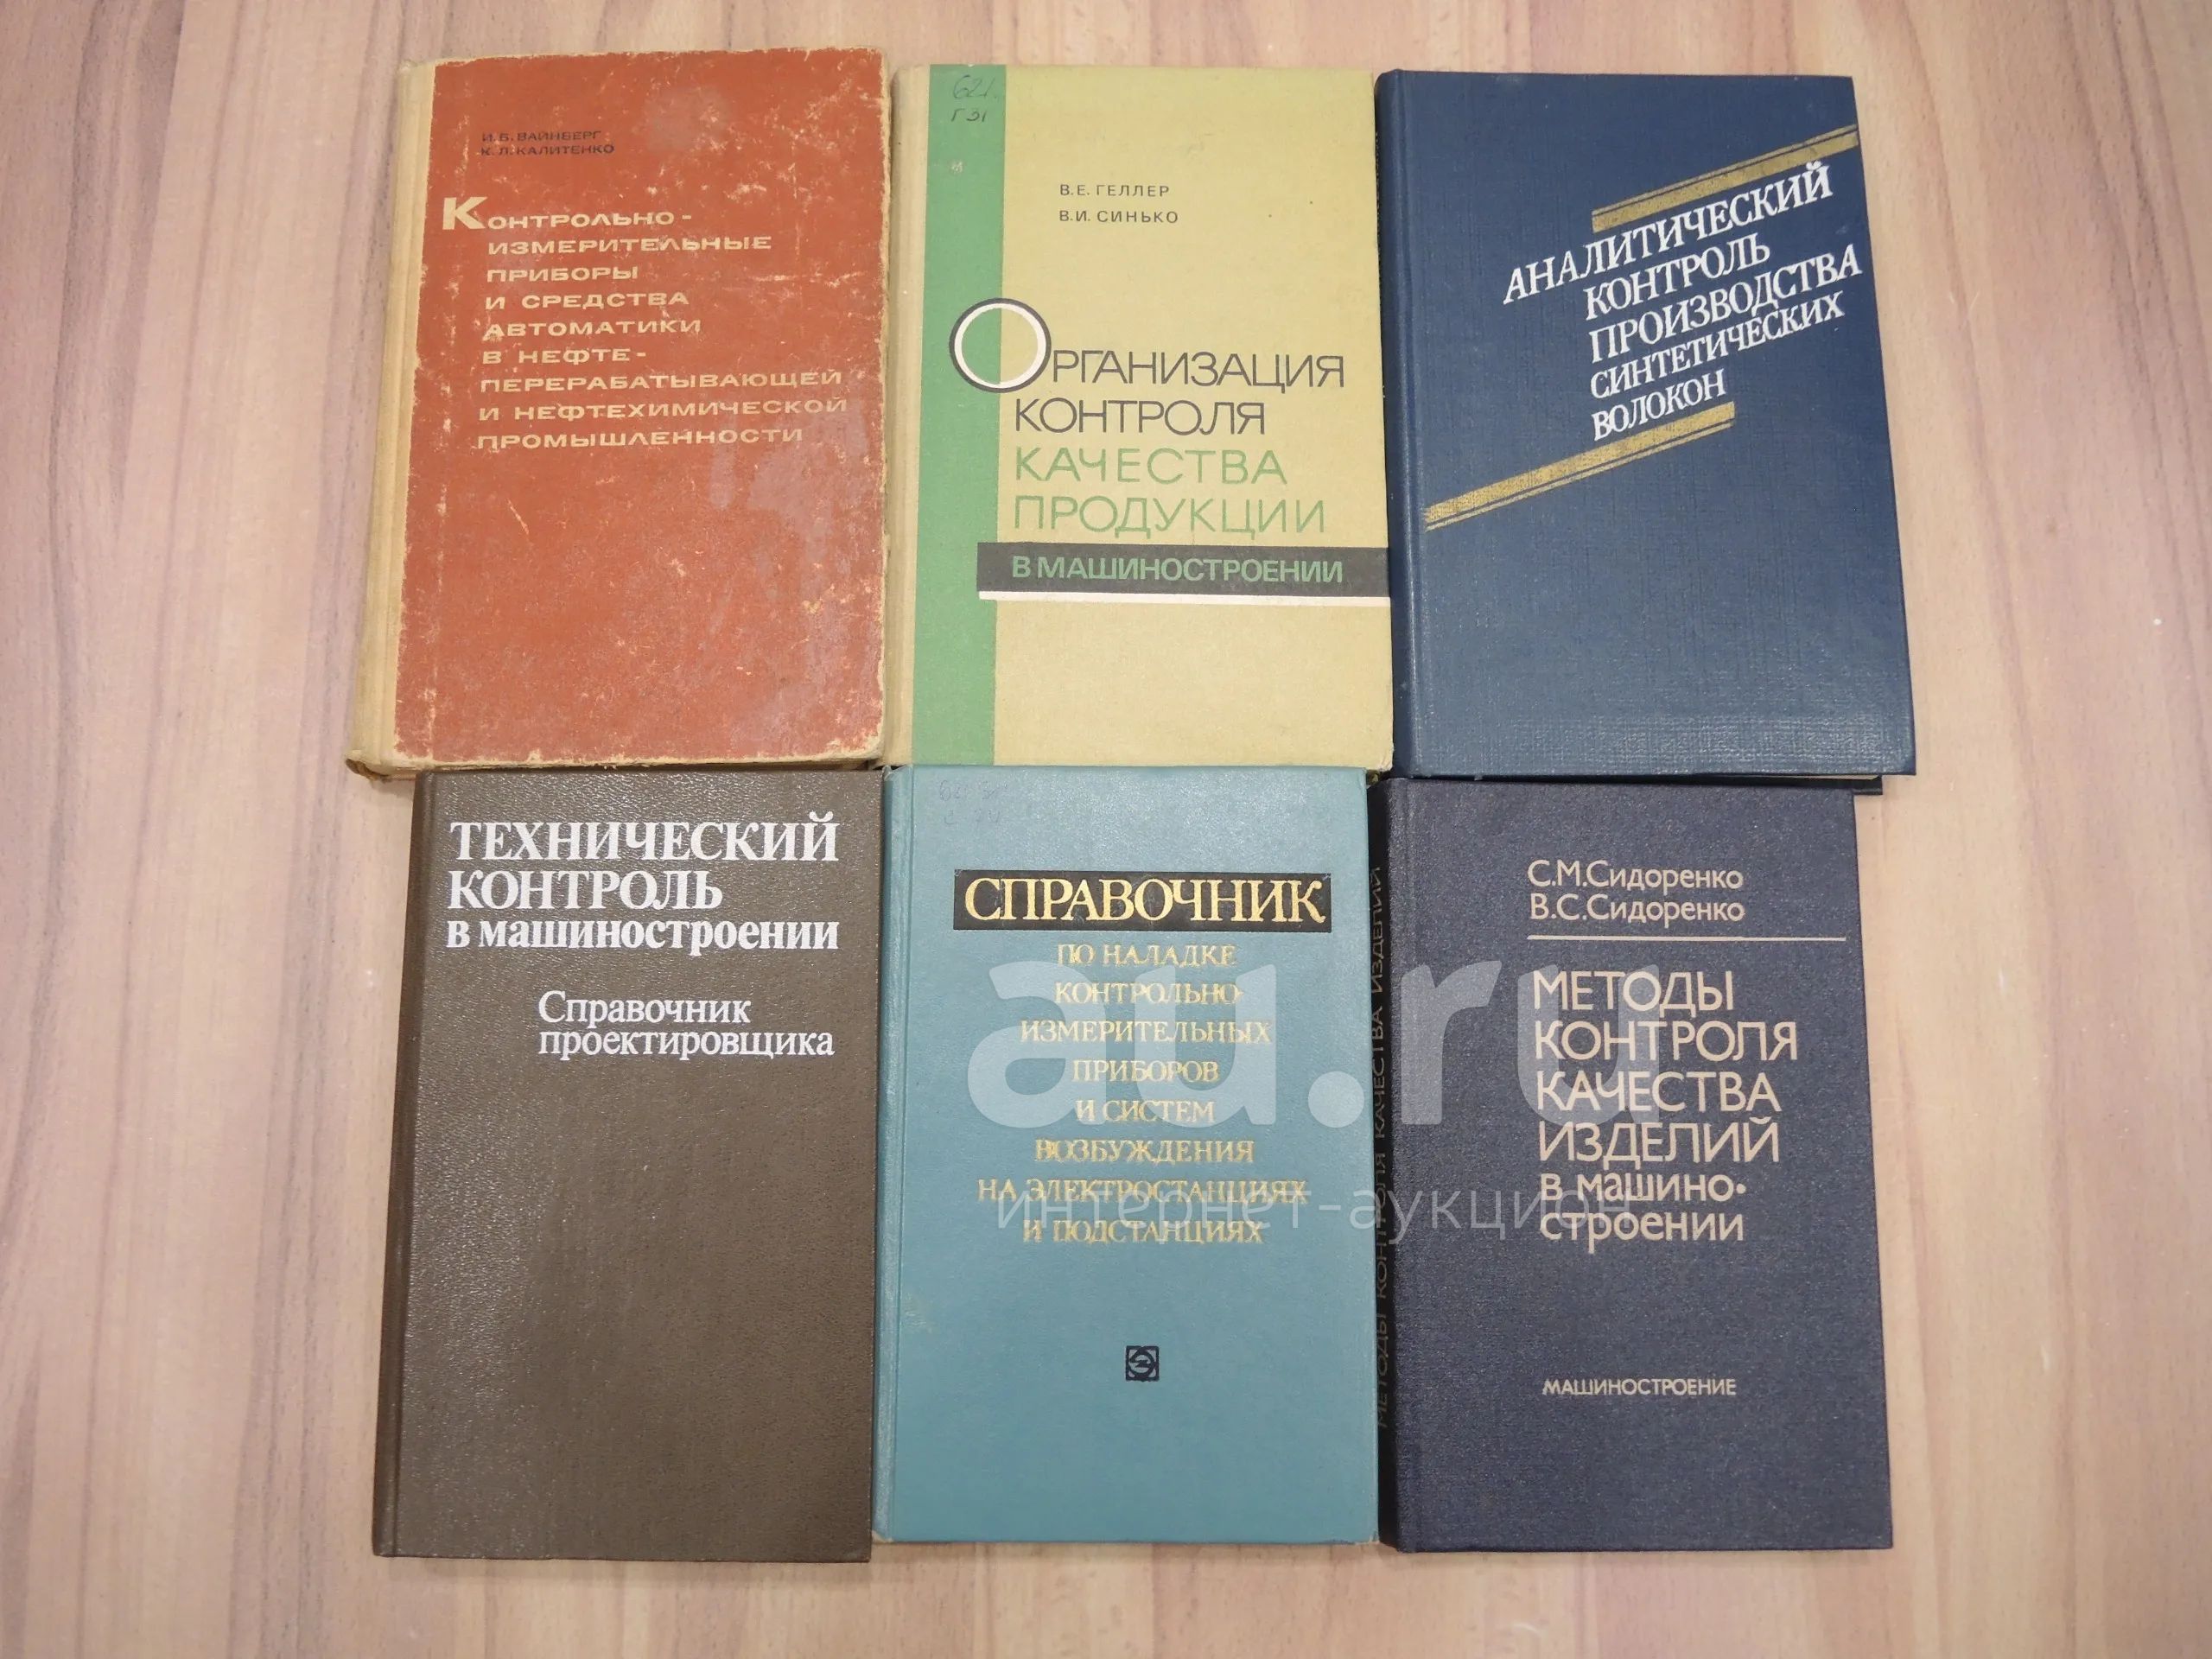 И.Б. ВАЙНБЕРГ
К.Л. КАЛИТЕНКО
КОНТРОЛЬНО-
ИЗМЕРИТЕЛЬНЫЕ
ПРИБОРЫ
И СРЕДСТВА
АВТОМАТИКИ
В НЕФТЕ-
ПЕРЕРАБАТЫВАЮЩЕЙ
И НЕФТЕХИМИЧЕСКОЙ
ПРОМЫШЛЕННОСТИ
621.
Г31
В.Е. ГЕЛЛЕР
В.И. СИНЬКО
ОРГАНИЗАЦИЯ
КОНТРОЛЯ
КАЧЕСТВА
ПРОДУКЦИИ
В МАШИНОСТРОЕНИИ
АНАЛИТИЧЕСКИЙ
КОНТРОЛЬ
ПРОИЗВОДСТВА
СИНТЕТИЧЕСКИХ
ВОЛОКОН
ТЕХНИЧЕСКИЙ
КОНТРОЛЬ
в машиностроении
Справочник
проектировщика
СПРАВОЧНИК
ПО НАЛАДКЕ
КОНТРОЛЬНО-
ИЗМЕРИТЕЛЬНЫХ
ПРИБОРОВ
И СИСТЕМ
ВОЗБУЖДЕНИЯ
НА ЭЛЕКТРОСТАНЦИЯХ
И ПОДСТАНЦИЯХ
МЕТОДЫ КОНТРОЛЯ КАЧЕСТВА ИЗДЕЛИЙ
С.М.Сидоренко
В.С.Сидоренко
МЕТОДЫ
КОНТРОЛЯ
КАЧЕСТВА
ИЗДЕЛИЙ
в машино-
строении
МАШИНОСТРОЕНИЕ
au.ru
интернет-аукцион